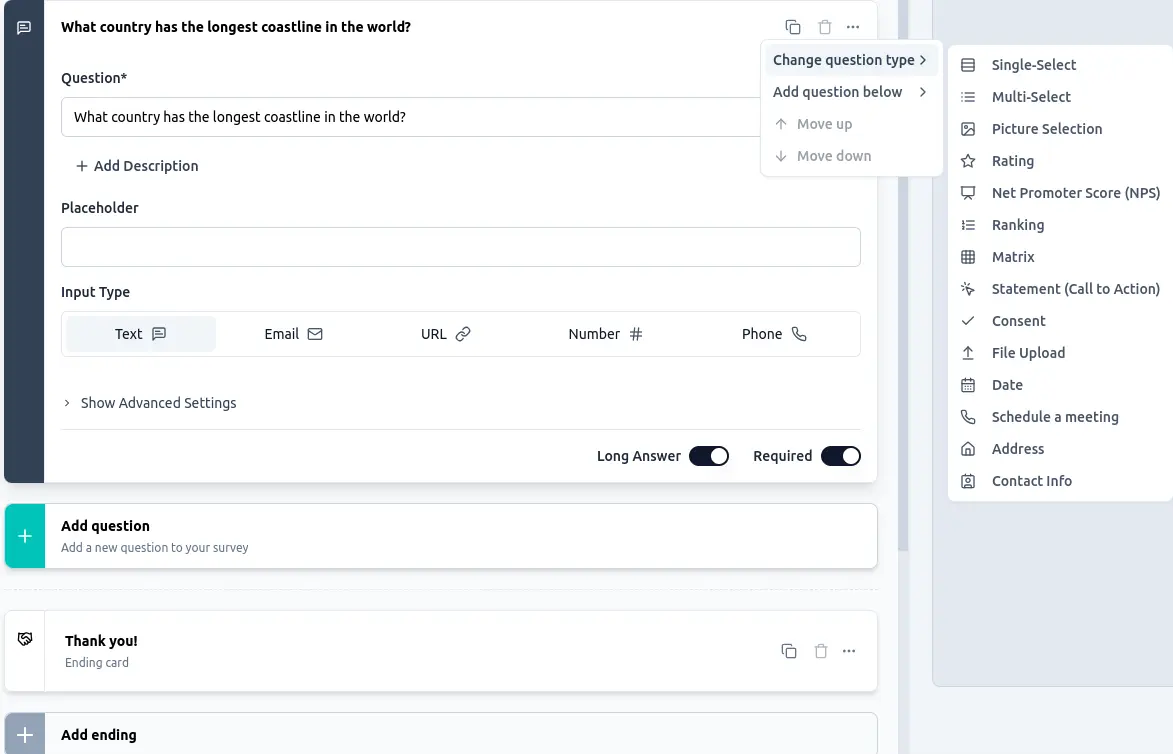 What country has the longest coastline in the world?
Question*
What country has the longest coastline in the world?
Add Description
Placeholder
Input Type
Text
Email
URL
Number
Phone
Show Advanced Settings
Long Answer
Required
Add question
Add a new question to your survey
Thank you!
Ending card
Add ending
Change question type
Add question below
Move up
Move down
Single-Select
Multi-Select
Picture Selection
Rating
Net Promoter Score (NPS)
Ranking
Matrix
Statement (Call to Action)
Consent
File Upload
Date
Schedule a meeting
Address
Contact Info